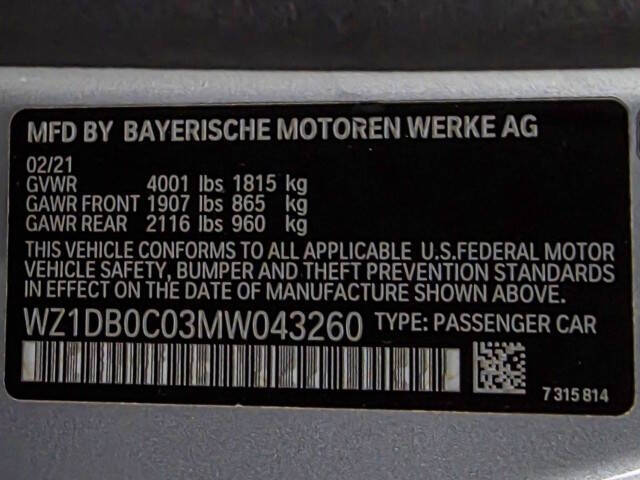 MFD BY BAYERISCHE MOTOREN WERKE AG
02/21
GVWR 4001 lbs 1815 kg
GAWR FRONT 1907 lbs 865 kg
GAWR REAR 2116 lbs 960 kg
THIS VEHICLE CONFORMS TO ALL APPLICABLE U.S.FEDERAL MOTOR
VEHICLE SAFETY, BUMPER AND THEFT PREVENTION STANDARDS
IN EFFECT ON THE DATE OF MANUFACTURE SHOWN ABOVE.
WZ1DB0C03MW043260 TYPE: PASSENGER CAR
7 315 814